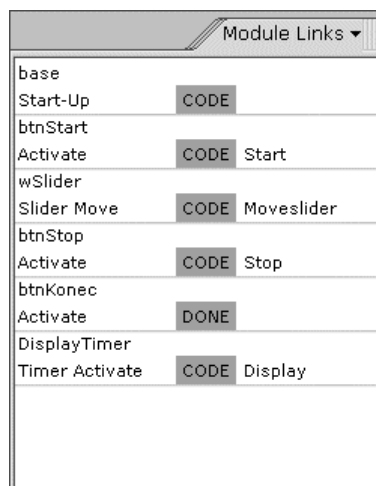 Module Links
base
Start-Up CODE
btnStart
Activate CODE Start
wSlider
Slider Move CODE Moveslider
btnStop
Activate CODE Stop
btnKonec
Activate DONE
DisplayTimer
Timer Activate CODE Display